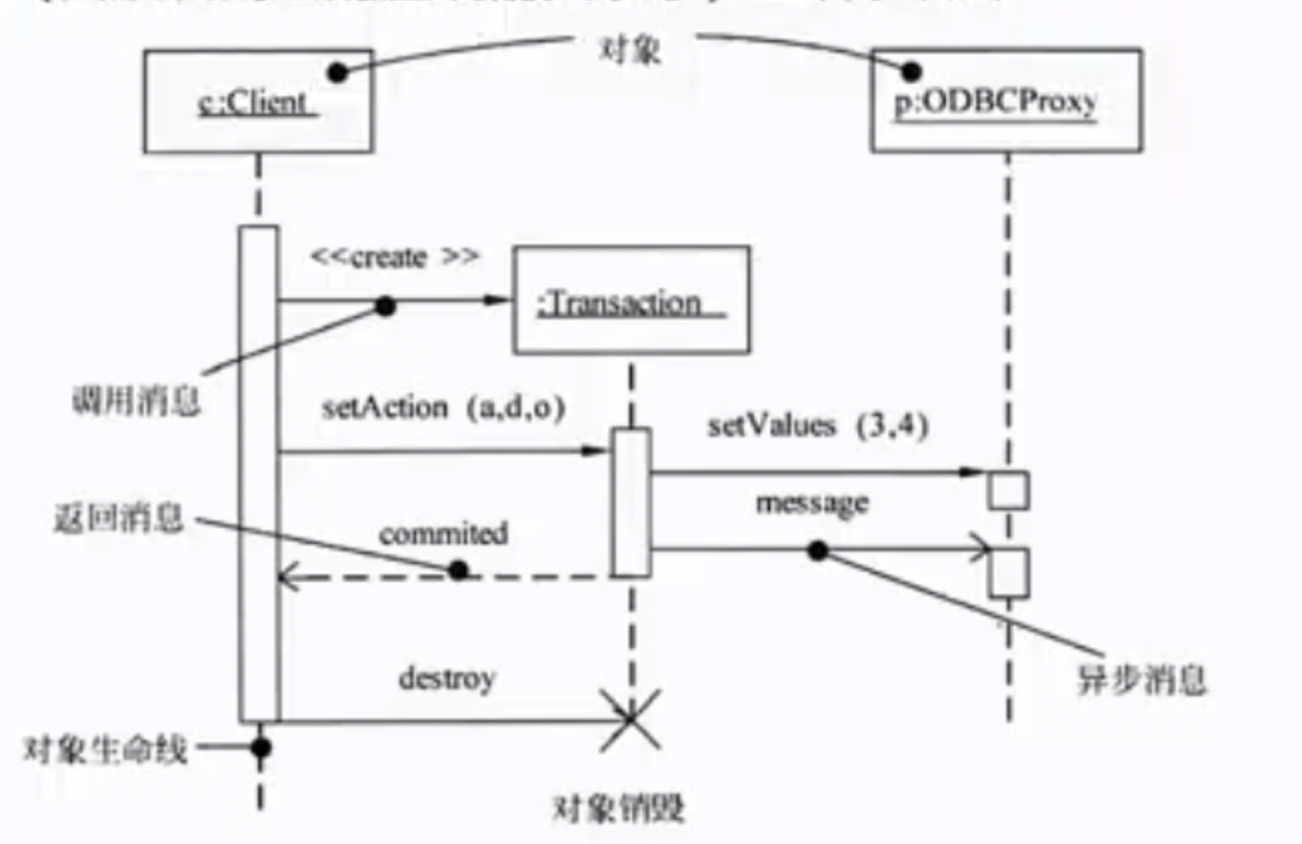 对象
c:Client
p:ODBCProxy
<<create >>
:Transaction
调用消息
setAction (a,d,o)
setValues (3,4)
返回消息
commited
message
destroy
异步消息
对象生命线
对象销毁